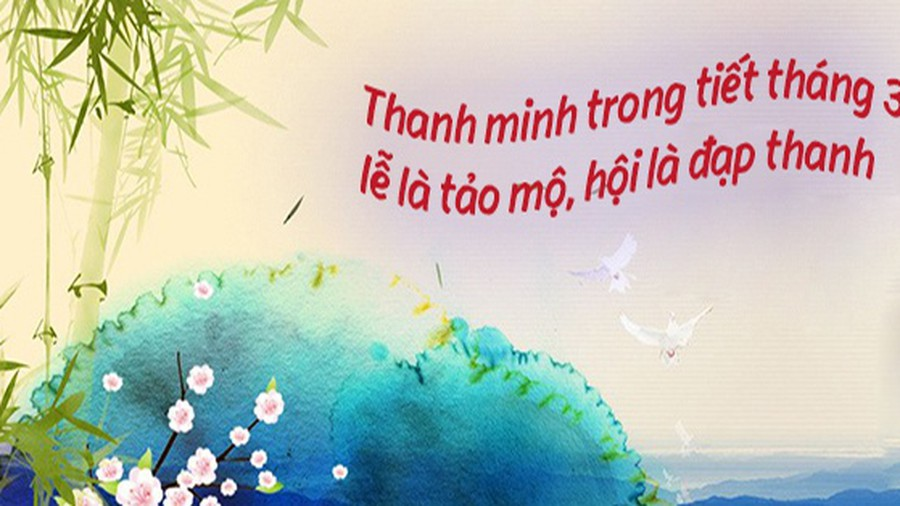 Thanh minh trong tiết tháng 3
lễ là tảo mộ, hội là đạp thanh